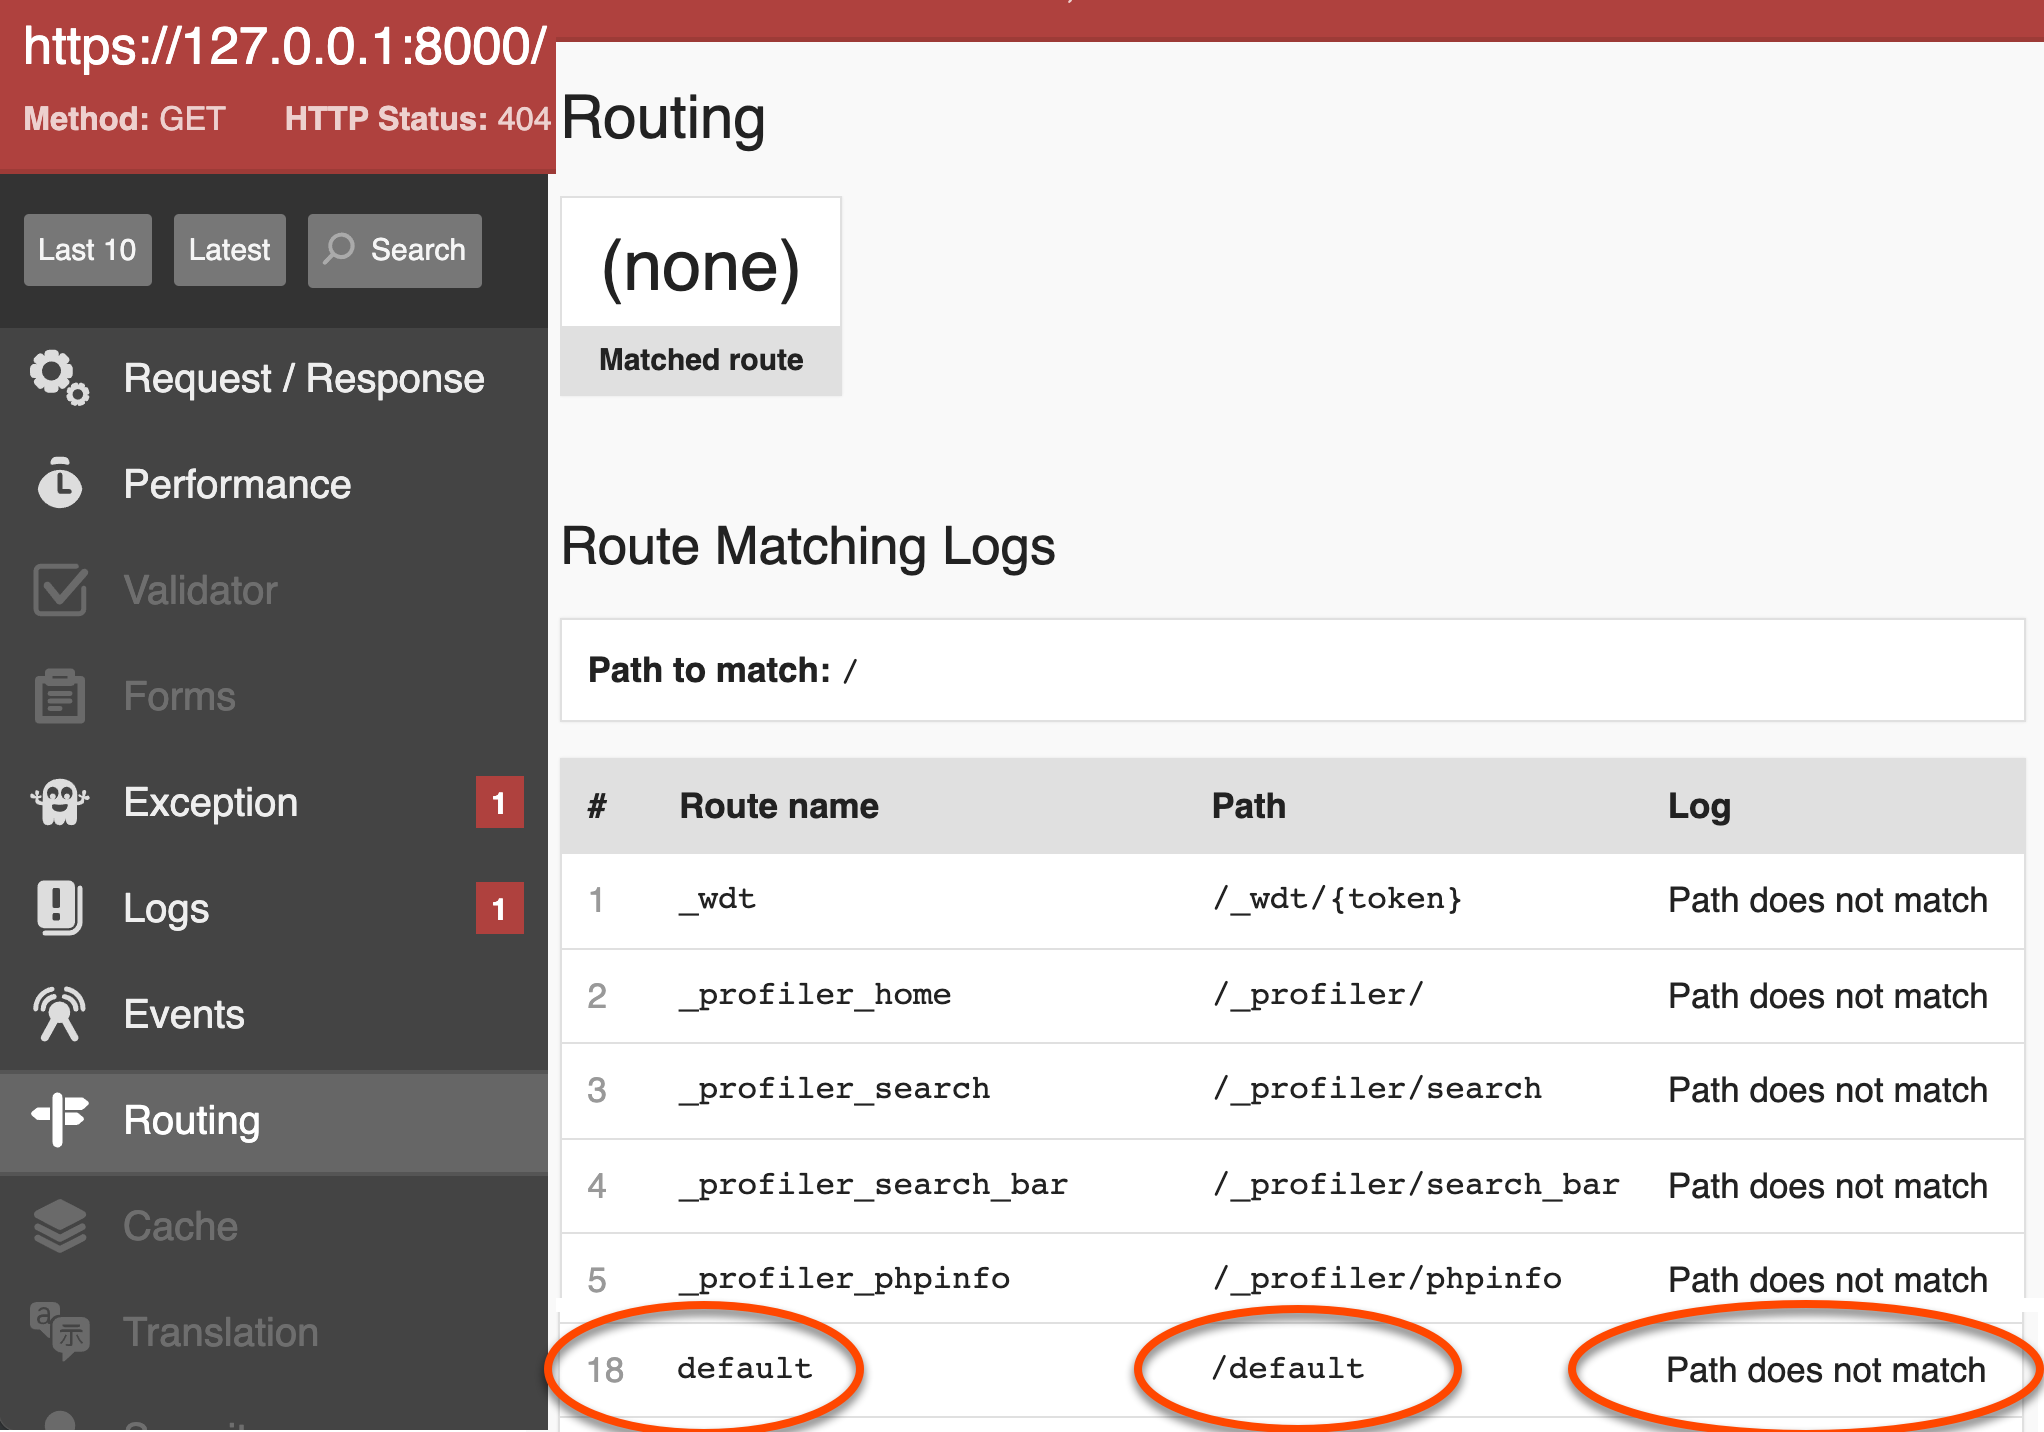 https://127.0.0.1:8000/
Method: GET HTTP Status: 404
Last 10 Latest Search
Request / Response
Performance
Validator
Forms
Exception 1
Logs 1
Events
Routing
Cache
Translation
Routing
(none)
Matched route
Route Matching Logs
Path to match: /
# Route name Path Log
1 _wdt /_wdt/{token} Path does not match
2 _profiler_home /_profiler/ Path does not match
3 _profiler_search /_profiler/search Path does not match
4 _profiler_search_bar /_profiler/search_bar Path does not match
5 _profiler_phpinfo /_profiler/phpinfo Path does not match
18 default /default Path does not match